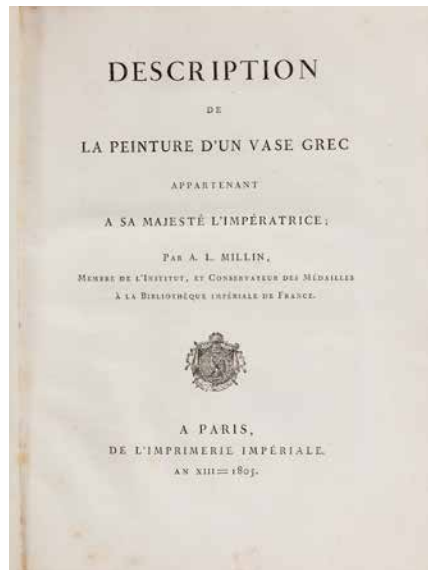 DESCRIPTION
DE
LA PEINTURE D'UN VASE GREC
APPARTENANT
A SA MAJESTÉ L'IMPÉRATRICE;
PAR A. L. MILLIN,
MEMBRE DE L'INSTITUT, ET CONSERVATEUR DES MÉDAILLES
À LA BIBLIOTHÈQUE IMPÉRIALE DE FRANCE.
A PARIS,
DE L'IMPRIMERIE IMPÉRIALE.
AN XIII = 1805.